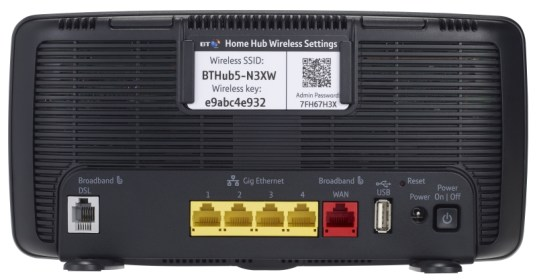 BT Home Hub Wireless Settings
Wireless SSID:
BTHub5-N3XW
Wireless key:
e9abc4e932
Admin Password
7FH67H3X
Broadband
DSL
Gig Ethernet
1 2 3 4
Broadband
WAN
USB
Reset
Power
Power
On | Off